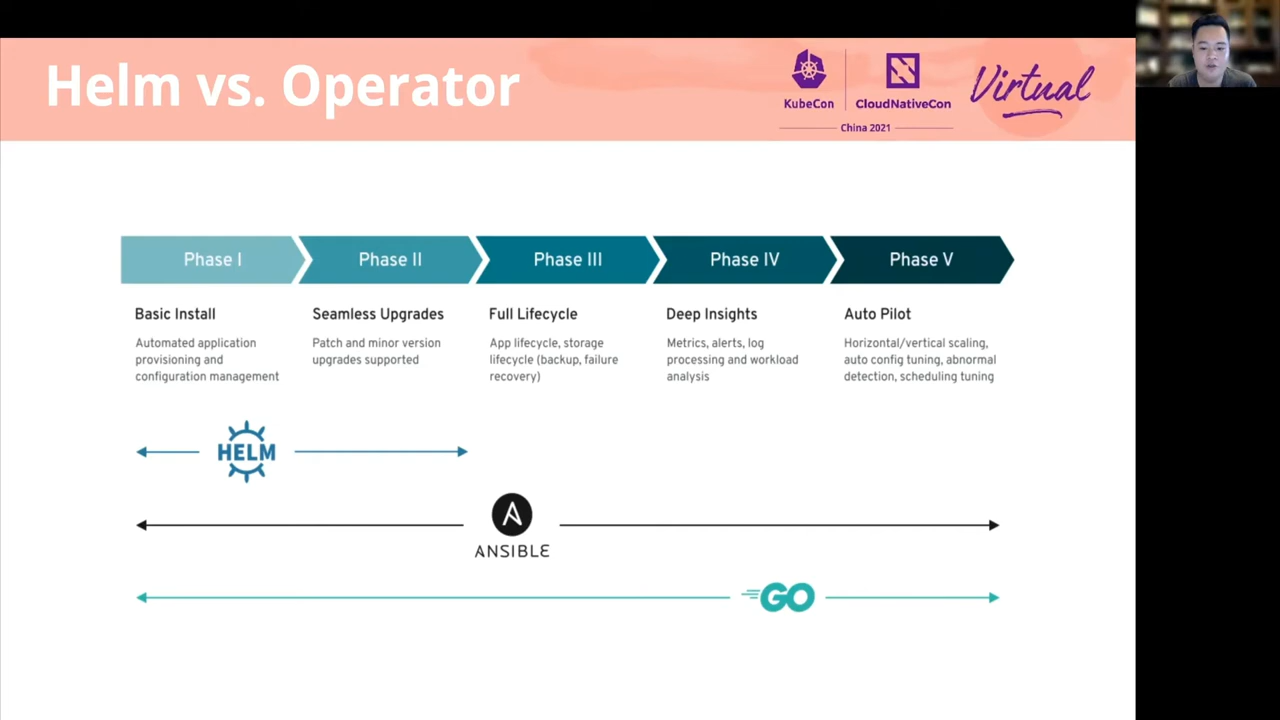 Helm vs. Operator
KubeCon
CloudNativeCon
China 2021
Virtual
Phase I
Phase II
Phase III
Phase IV
Phase V
Basic Install
Automated application
provisioning and
configuration management
Seamless Upgrades
Patch and minor version
upgrades supported
Full Lifecycle
App lifecycle, storage
lifecycle (backup, failure
recovery)
Deep Insights
Metrics, alerts, log
processing and workload
analysis
Auto Pilot
Horizontal/vertical scaling,
auto config tuning, abnormal
detection, scheduling tuning
HELM
ANSIBLE
GO